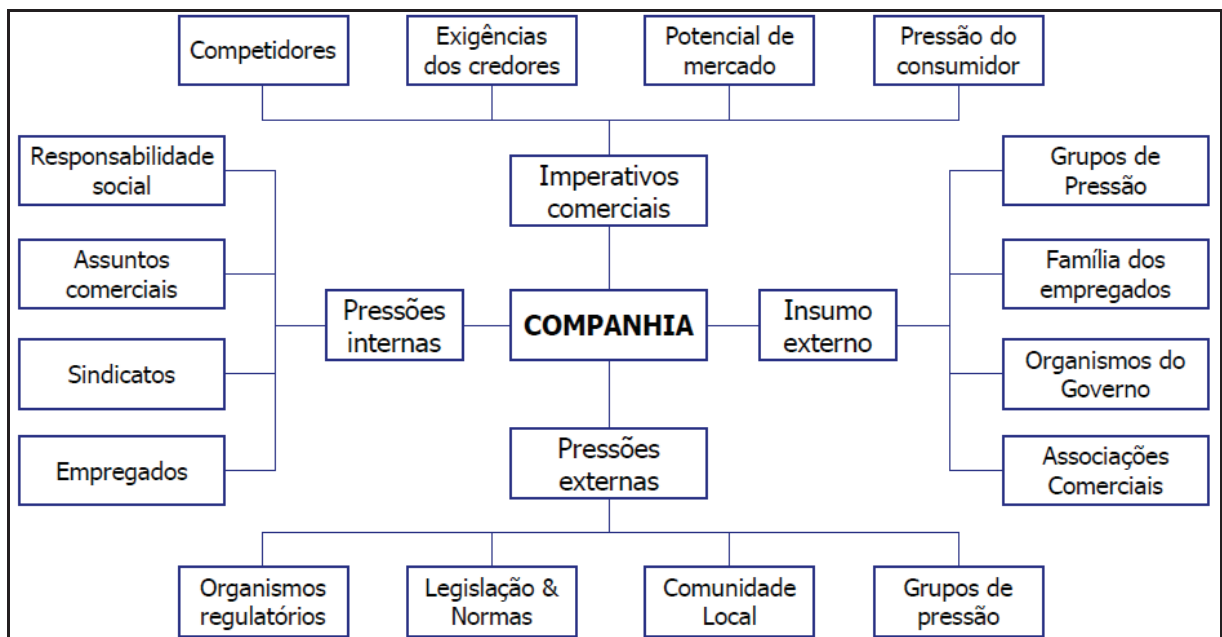 Competidores
Exigências
dos credores
Potencial de
mercado
Pressão do
consumidor
Imperativos
comerciais
Responsabilidade
social
Assuntos
comerciais
Sindicatos
Empregados
Pressões
internas
COMPANHIA
Insumo
externo
Grupos de
Pressão
Família dos
empregados
Organismos do
Governo
Associações
Comerciais
Pressões
externas
Organismos
regulatórios
Legislação &
Normas
Comunidade
Local
Grupos de
pressão